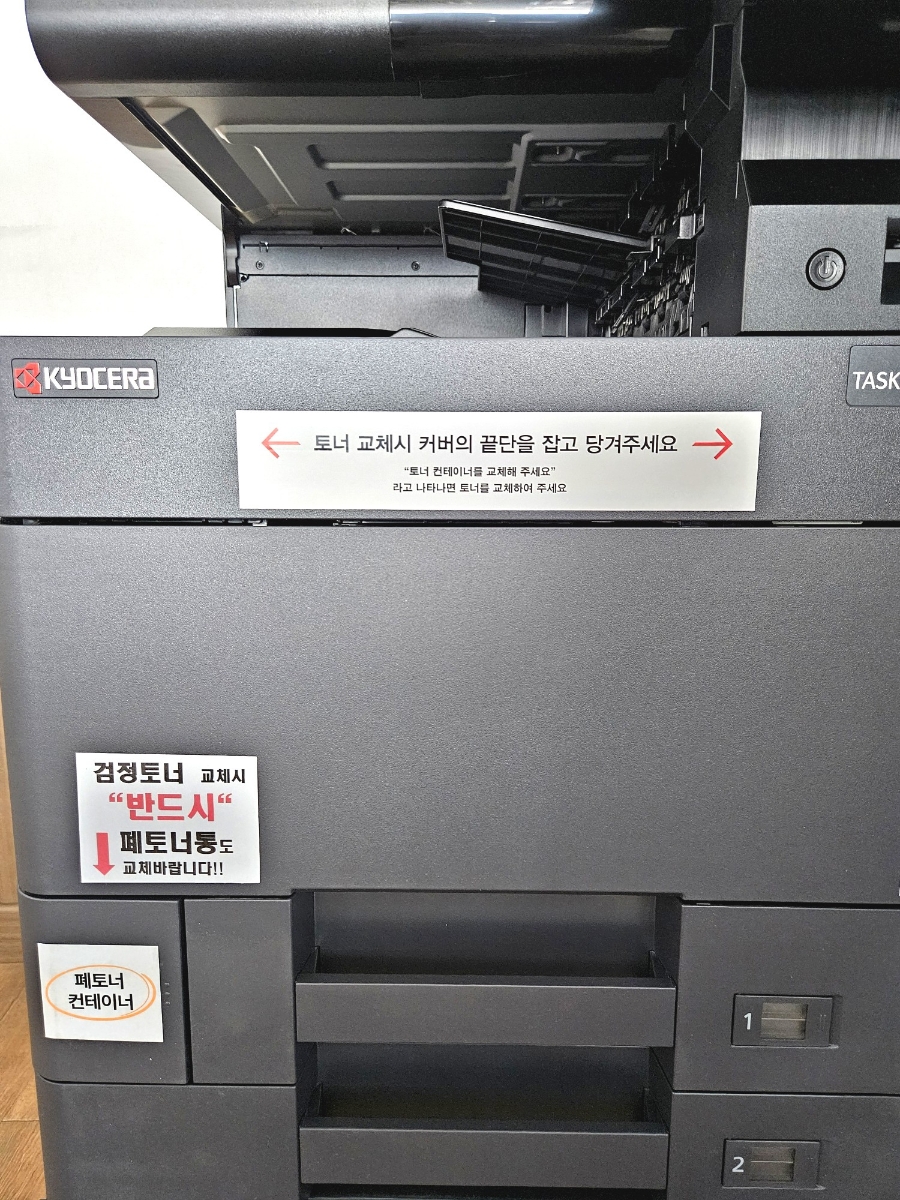 KYOCERA
TASK
← 토너 교체시 커버의 끝단을 잡고 당겨주세요 →
“토너 컨테이너를 교체해 주세요”
라고 나타나면 토너를 교체하여 주세요
검정토너 교체시
“반드시“
폐토너통도
교체바랍니다!!
폐토너
컨테이너
1
2